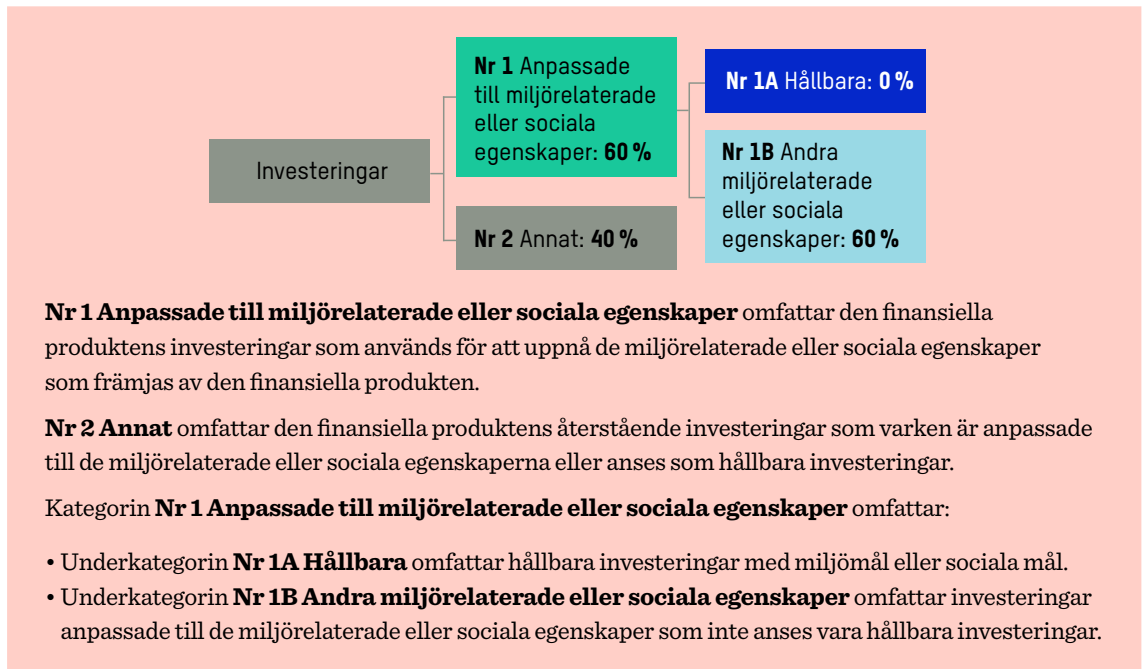 Investeringar
Nr 1 Anpassade
till miljörelaterade
eller sociala
egenskaper: 60 %
Nr 2 Annat: 40 %
Nr 1A Hållbara: 0 %
Nr 1B Andra
miljörelaterade
eller sociala
egenskaper: 60 %
Nr 1 Anpassade till miljörelaterade eller sociala egenskaper omfattar den finansiella
produktens investeringar som används för att uppnå de miljörelaterade eller sociala egenskaper
som främjas av den finansiella produkten.
Nr 2 Annat omfattar den finansiella produktens återstående investeringar som varken är anpassade
till de miljörelaterade eller sociala egenskaperna eller anses som hållbara investeringar.
Kategorin Nr 1 Anpassade till miljörelaterade eller sociala egenskaper omfattar:
• Underkategorin Nr 1A Hållbara omfattar hållbara investeringar med miljömål eller sociala mål.
• Underkategorin Nr 1B Andra miljörelaterade eller sociala egenskaper omfattar investeringar
anpassade till de miljörelaterade eller sociala egenskaper som inte anses vara hållbara investeringar.